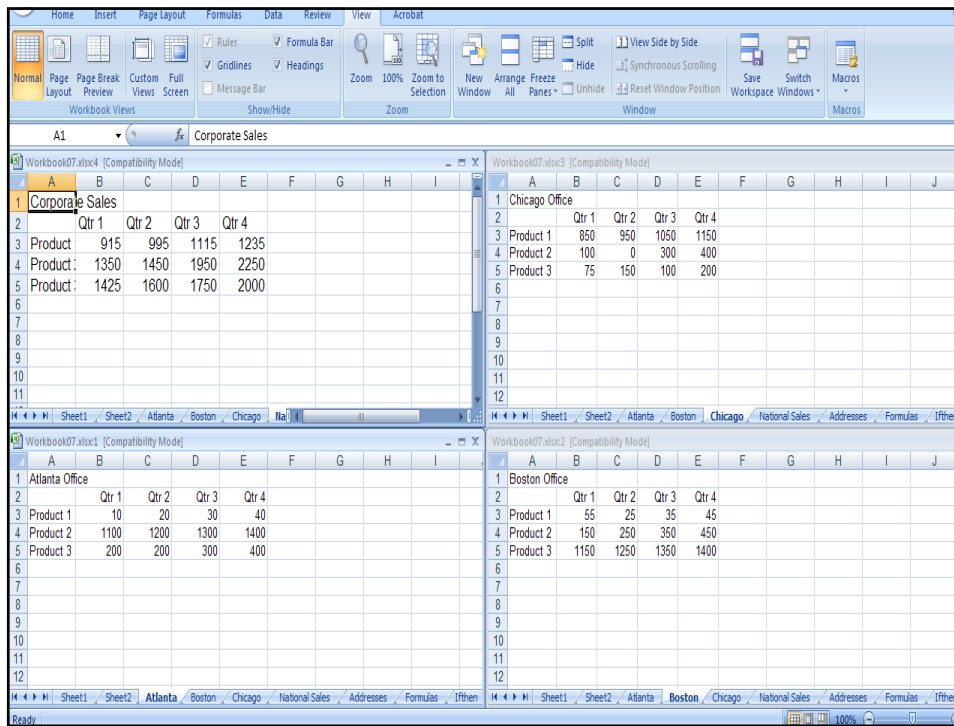 Home Insert Page Layout Formulas Data Review View Acrobat
Normal Page Layout Page Break Preview Custom Views Full Screen
Workbook Views
Ruler Formula Bar
Gridlines Headings
Message Bar
Show/Hide
Zoom 100% Zoom to Selection
Zoom
New Window Arrange All Freeze Panes
Split View Side by Side
Hide Synchronous Scrolling
Unhide Reset Window Position
Save Workspace Switch Windows
Window
Macros
Macros
A1 fx Corporate Sales
Workbook07.xlsx:4 [Compatibility Mode]
A B C D E F G H I
1 Corporate Sales
2 Qtr 1 Qtr 2 Qtr 3 Qtr 4
3 Product 915 995 1115 1235
4 Product 1350 1450 1950 2250
5 Product 1425 1600 1750 2000
6
7
8
9
10
11
Sheet1 Sheet2 Atlanta Boston Chicago Na
Workbook07.xlsx:3 [Compatibility Mode]
A B C D E F G H I J
1 Chicago Office
2 Qtr 1 Qtr 2 Qtr 3 Qtr 4
3 Product 1 850 950 1050 1150
4 Product 2 100 0 300 400
5 Product 3 75 150 100 200
6
7
8
9
10
11
12
Sheet1 Sheet2 Atlanta Boston Chicago National Sales Addresses Formulas Ifthen
Workbook07.xlsx:1 [Compatibility Mode]
A B C D E F G H I
1 Atlanta Office
2 Qtr 1 Qtr 2 Qtr 3 Qtr 4
3 Product 1 10 20 30 40
4 Product 2 1100 1200 1300 1400
5 Product 3 200 200 300 400
6
7
8
9
10
11
12
Sheet1 Sheet2 Atlanta Boston Chicago National Sales Addresses Formulas Ifthen
Workbook07.xlsx:2 [Compatibility Mode]
A B C D E F G H I J
1 Boston Office
2 Qtr 1 Qtr 2 Qtr 3 Qtr 4
3 Product 1 55 25 35 45
4 Product 2 150 250 350 450
5 Product 3 1150 1250 1350 1400
6
7
8
9
10
11
12
Sheet1 Sheet2 Atlanta Boston Chicago National Sales Addresses Formulas Ifthen
Ready 100%